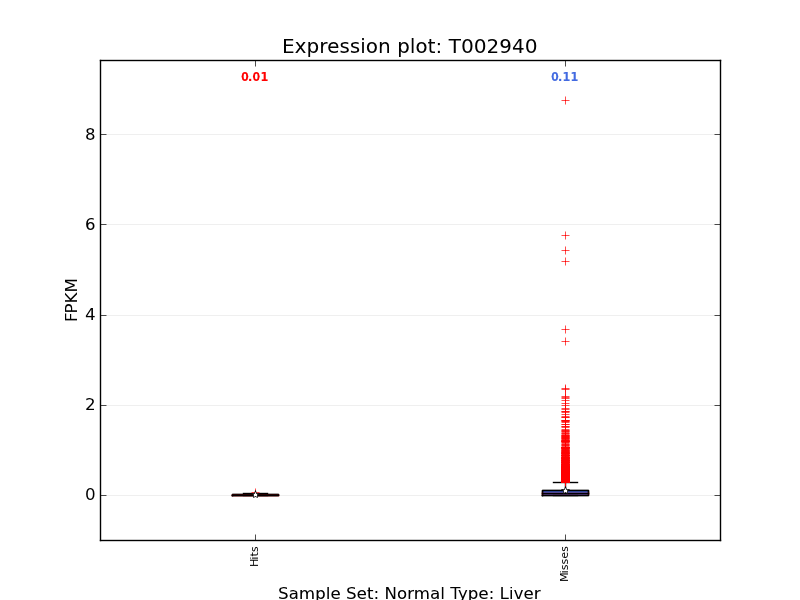 Expression plot: T002940
0.01
0.11
8
6
4
2
0
FPKM
Hits
Misses
Sample Set: Normal Type: Liver